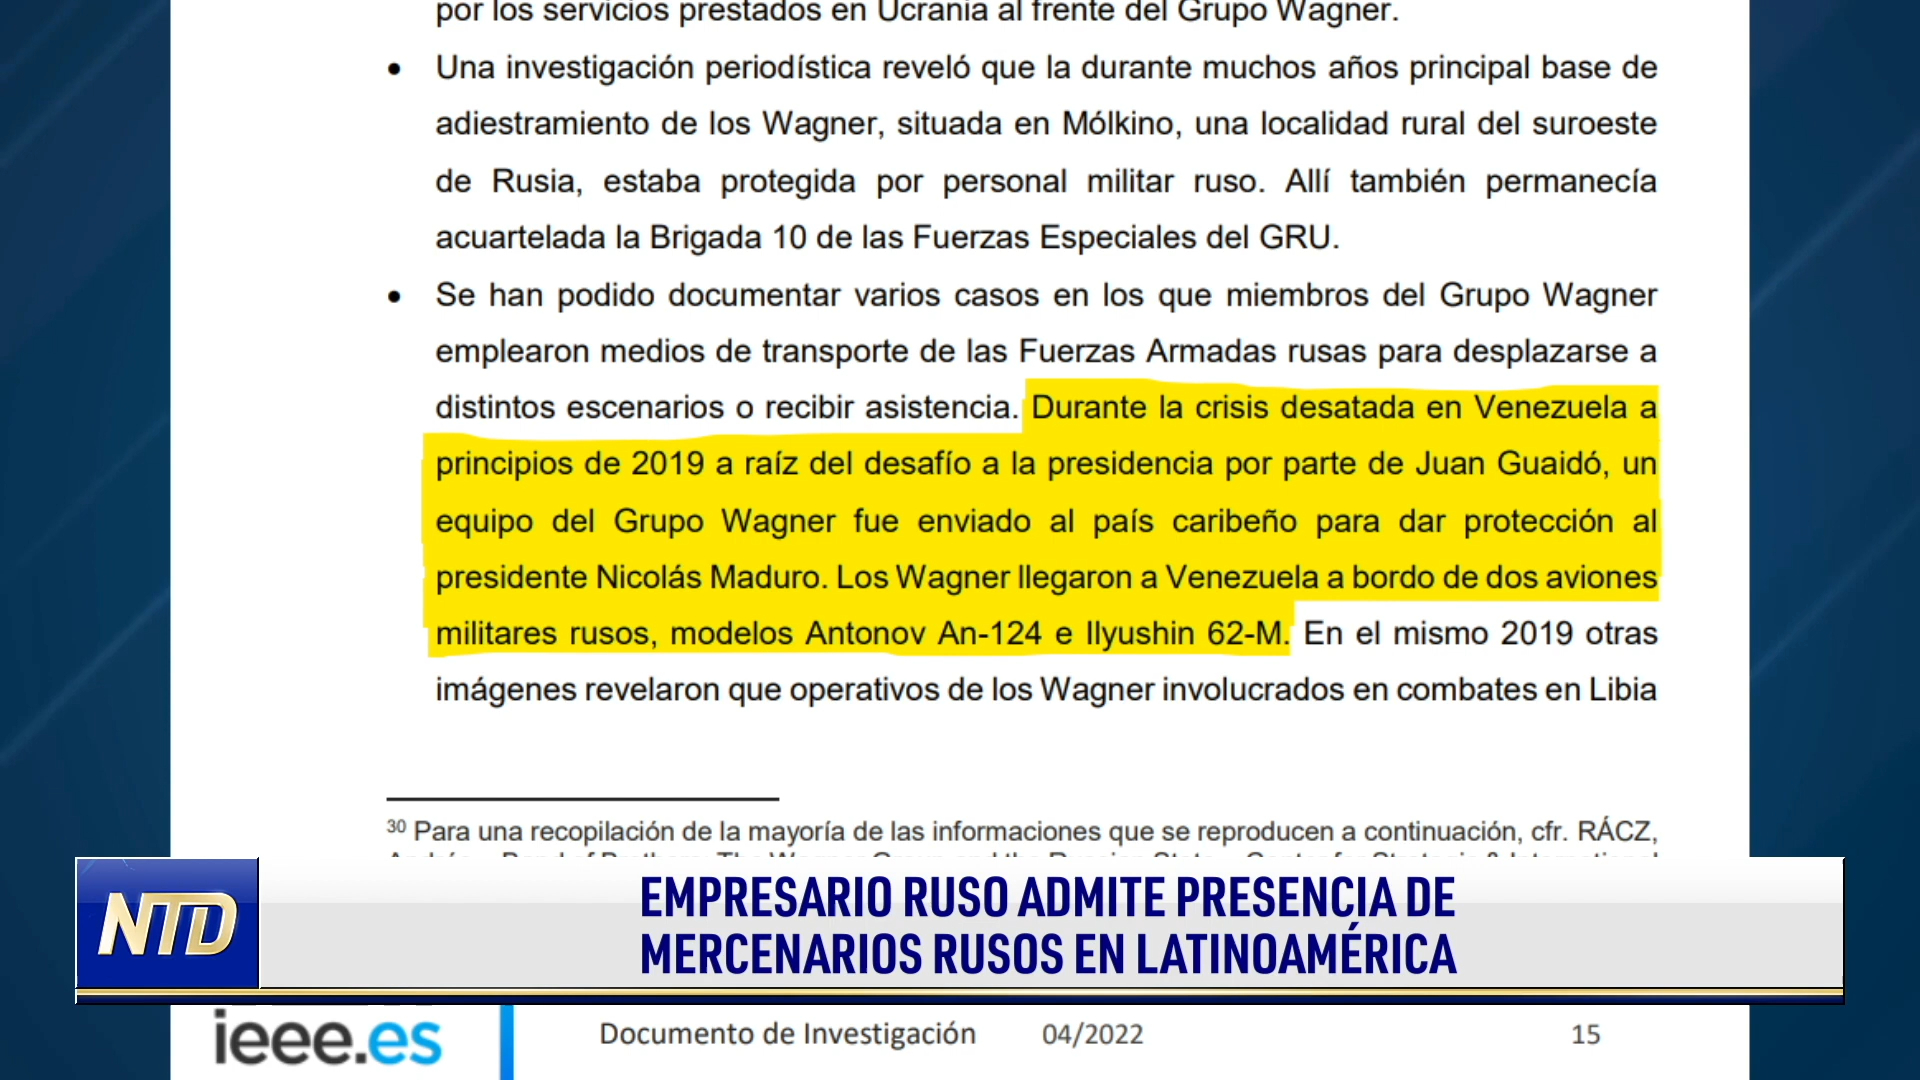 por los servicios prestados en Ucrania al frente del Grupo Wagner.
• Una investigación periodística reveló que la durante muchos años principal base de
adiestramiento de los Wagner, situada en Mólkino, una localidad rural del suroeste
de Rusia, estaba protegida por personal militar ruso. Allí también permanecía
acuartelada la Brigada 10 de las Fuerzas Especiales del GRU.
• Se han podido documentar varios casos en los que miembros del Grupo Wagner
emplearon medios de transporte de las Fuerzas Armadas rusas para desplazarse a
distintos escenarios o recibir asistencia. Durante la crisis desatada en Venezuela a
principios de 2019 a raíz del desafío a la presidencia por parte de Juan Guaidó, un
equipo del Grupo Wagner fue enviado al país caribeño para dar protección al
presidente Nicolás Maduro. Los Wagner llegaron a Venezuela a bordo de dos aviones
militares rusos, modelos Antonov An-124 e Ilyushin 62-M. En el mismo 2019 otras
imágenes revelaron que operativos de los Wagner involucrados en combates en Libia
30 Para una recopilación de la mayoría de las informaciones que se reproducen a continuación, cfr. RÁCZ,
NTD
EMPRESARIO RUSO ADMITE PRESENCIA DE
MERCENARIOS RUSOS EN LATINOAMÉRICA
ieee.es
Documento de Investigación 04/2022 15